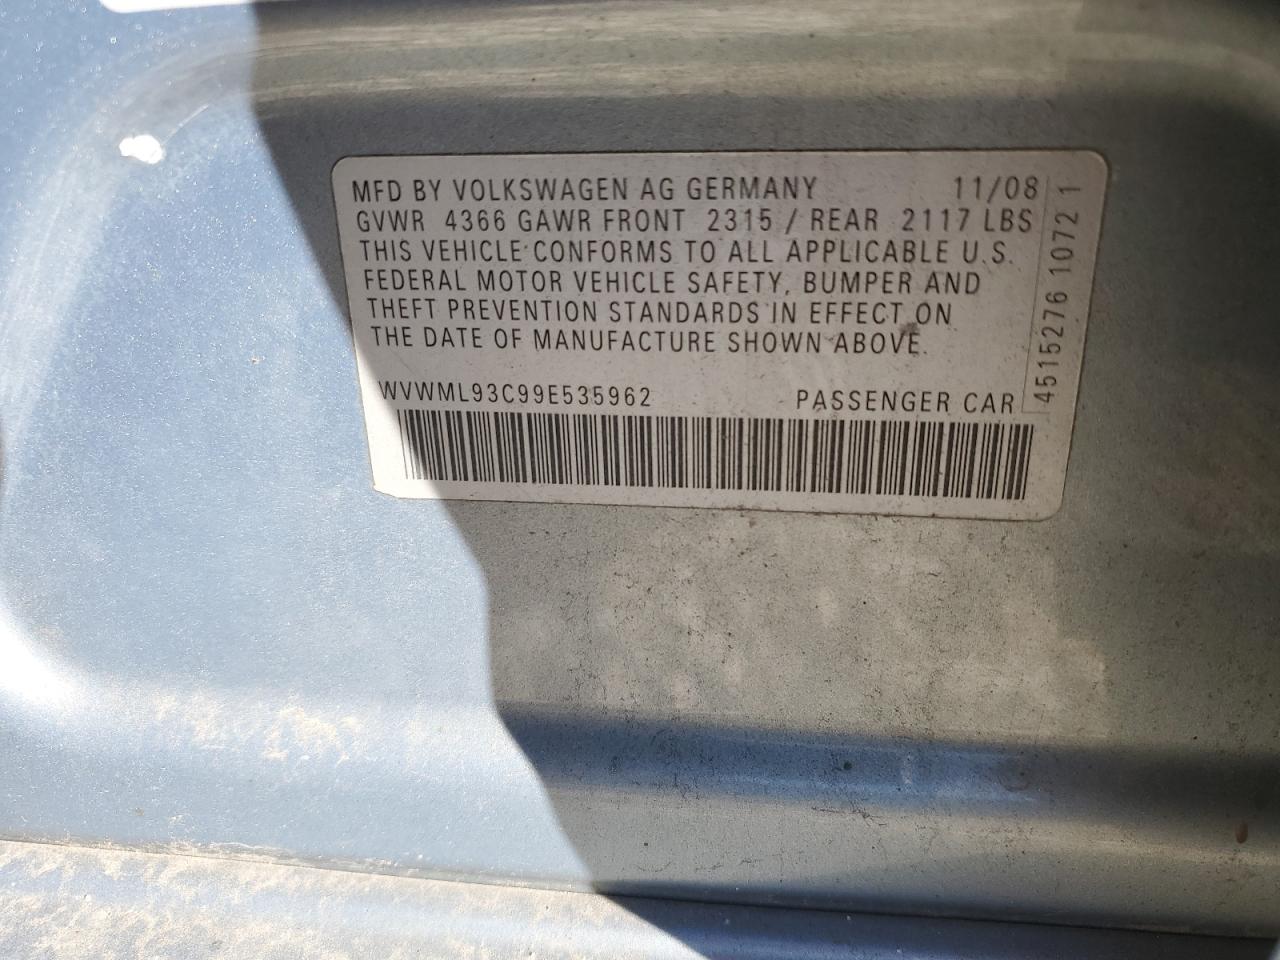 MFD BY VOLKSWAGEN AG GERMANY 11/08
GVWR 4366 GAWR FRONT 2315 / REAR 2117 LBS
THIS VEHICLE CONFORMS TO ALL APPLICABLE U.S.
FEDERAL MOTOR VEHICLE SAFETY, BUMPER AND
THEFT PREVENTION STANDARDS IN EFFECT ON
THE DATE OF MANUFACTURE SHOWN ABOVE.
WVWML93C99E535962 PASSENGER CAR
4515276 1072 1